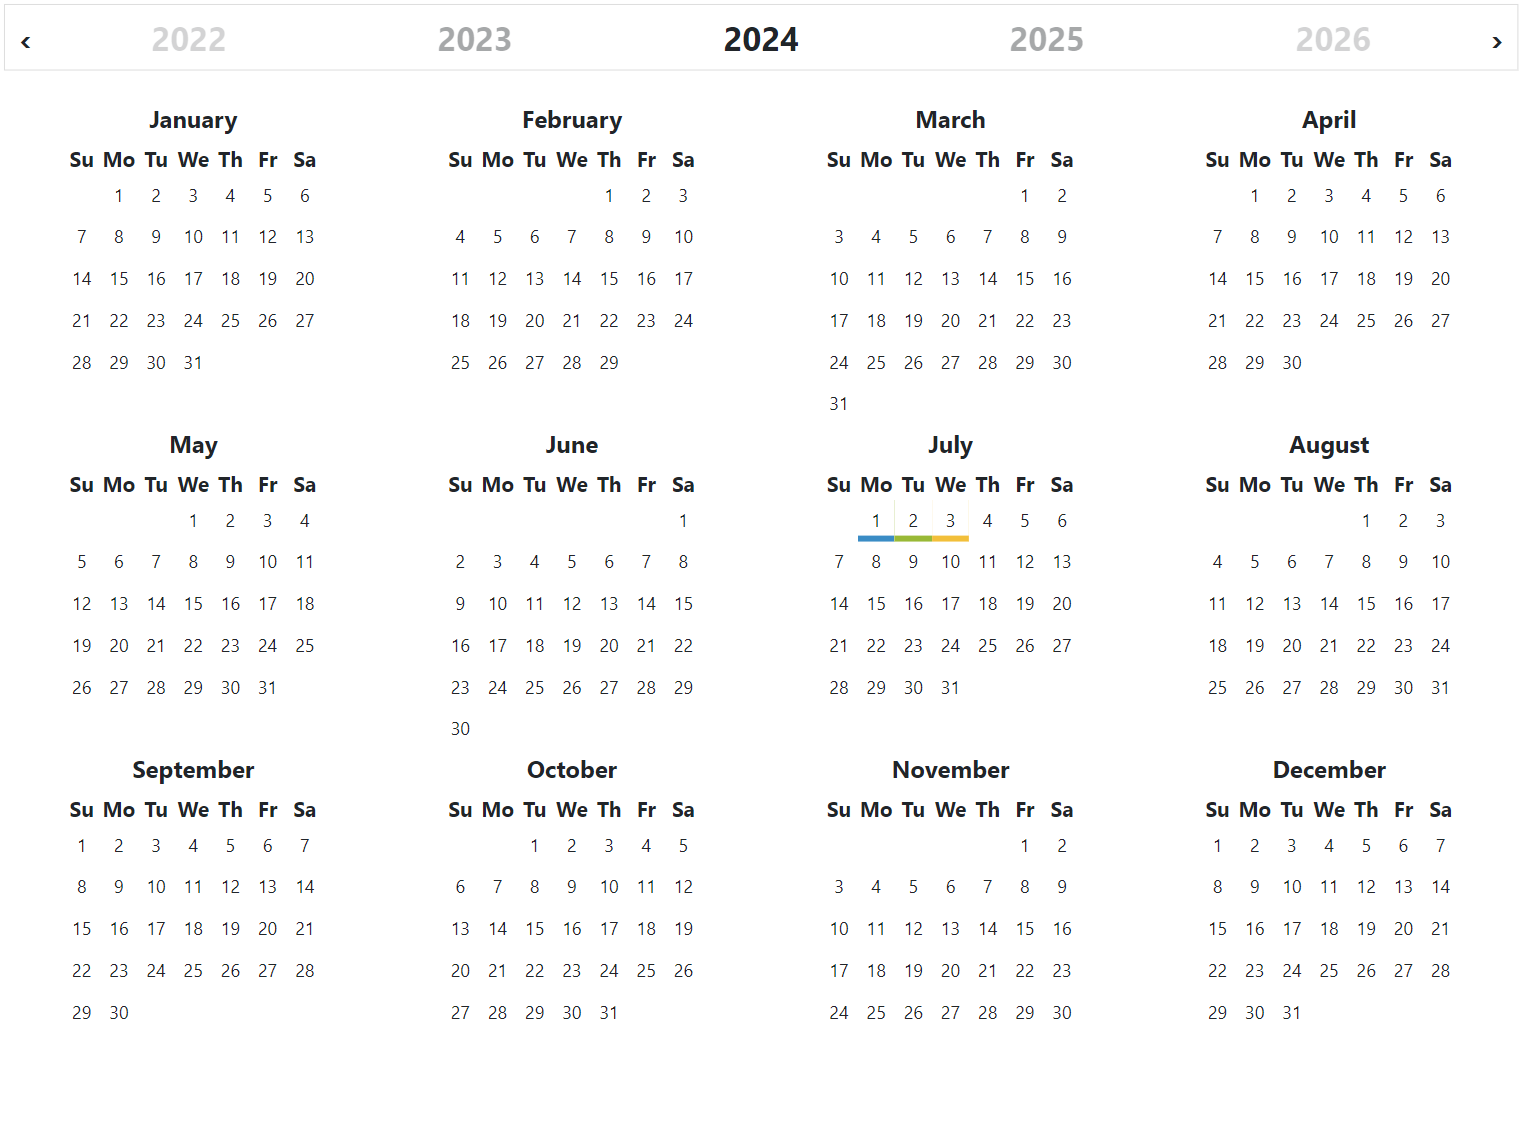 ‹ 2022 2023 2024 2025 2026 ›
January February March April
Su Mo Tu We Th Fr Sa Su Mo Tu We Th Fr Sa Su Mo Tu We Th Fr Sa Su Mo Tu We Th Fr Sa
1 2 3 4 5 6 1 2 3 1 2 1 2 3 4 5 6
7 8 9 10 11 12 13 4 5 6 7 8 9 10 3 4 5 6 7 8 9 7 8 9 10 11 12 13
14 15 16 17 18 19 20 11 12 13 14 15 16 17 10 11 12 13 14 15 16 14 15 16 17 18 19 20
21 22 23 24 25 26 27 18 19 20 21 22 23 24 17 18 19 20 21 22 23 21 22 23 24 25 26 27
28 29 30 31 25 26 27 28 29 24 25 26 27 28 29 30 28 29 30
31
May June July August
Su Mo Tu We Th Fr Sa Su Mo Tu We Th Fr Sa Su Mo Tu We Th Fr Sa Su Mo Tu We Th Fr Sa
1 2 3 4 1 1 2 3 4 5 6 1 2 3
5 6 7 8 9 10 11 2 3 4 5 6 7 8 7 8 9 10 11 12 13 4 5 6 7 8 9 10
12 13 14 15 16 17 18 9 10 11 12 13 14 15 14 15 16 17 18 19 20 11 12 13 14 15 16 17
19 20 21 22 23 24 25 16 17 18 19 20 21 22 21 22 23 24 25 26 27 18 19 20 21 22 23 24
26 27 28 29 30 31 23 24 25 26 27 28 29 28 29 30 31 25 26 27 28 29 30 31
30
September October November December
Su Mo Tu We Th Fr Sa Su Mo Tu We Th Fr Sa Su Mo Tu We Th Fr Sa Su Mo Tu We Th Fr Sa
1 2 3 4 5 6 7 1 2 3 4 5 1 2 1 2 3 4 5 6 7
8 9 10 11 12 13 14 6 7 8 9 10 11 12 3 4 5 6 7 8 9 8 9 10 11 12 13 14
15 16 17 18 19 20 21 13 14 15 16 17 18 19 10 11 12 13 14 15 16 15 16 17 18 19 20 21
22 23 24 25 26 27 28 20 21 22 23 24 25 26 17 18 19 20 21 22 23 22 23 24 25 26 27 28
29 30 27 28 29 30 31 24 25 26 27 28 29 30 29 30 31